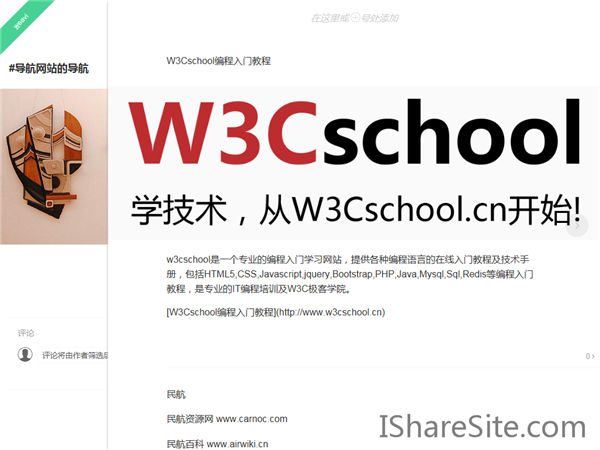 在这里或+号处添加
#导航网站的导航
W3Cschool编程入门教程
W3Cschool
学技术，从W3Cschool.cn开始!
w3cschool是一个专业的编程入门学习网站，提供各种编程语言的在线入门教程及技术手
册，包括HTML5,CSS,Javascript,jquery,Bootstrap,PHP,Java,Mysql,Sql,Redis等编程入门
教程，是专业的IT编程培训及W3C极客学院。
[W3Cschool编程入门教程](http://www.w3cschool.cn)
评论
评论将由作者筛选后
0
民航
民航资源网 www.carnoc.com
民航百科 www.airwiki.cn
IShareSite.com